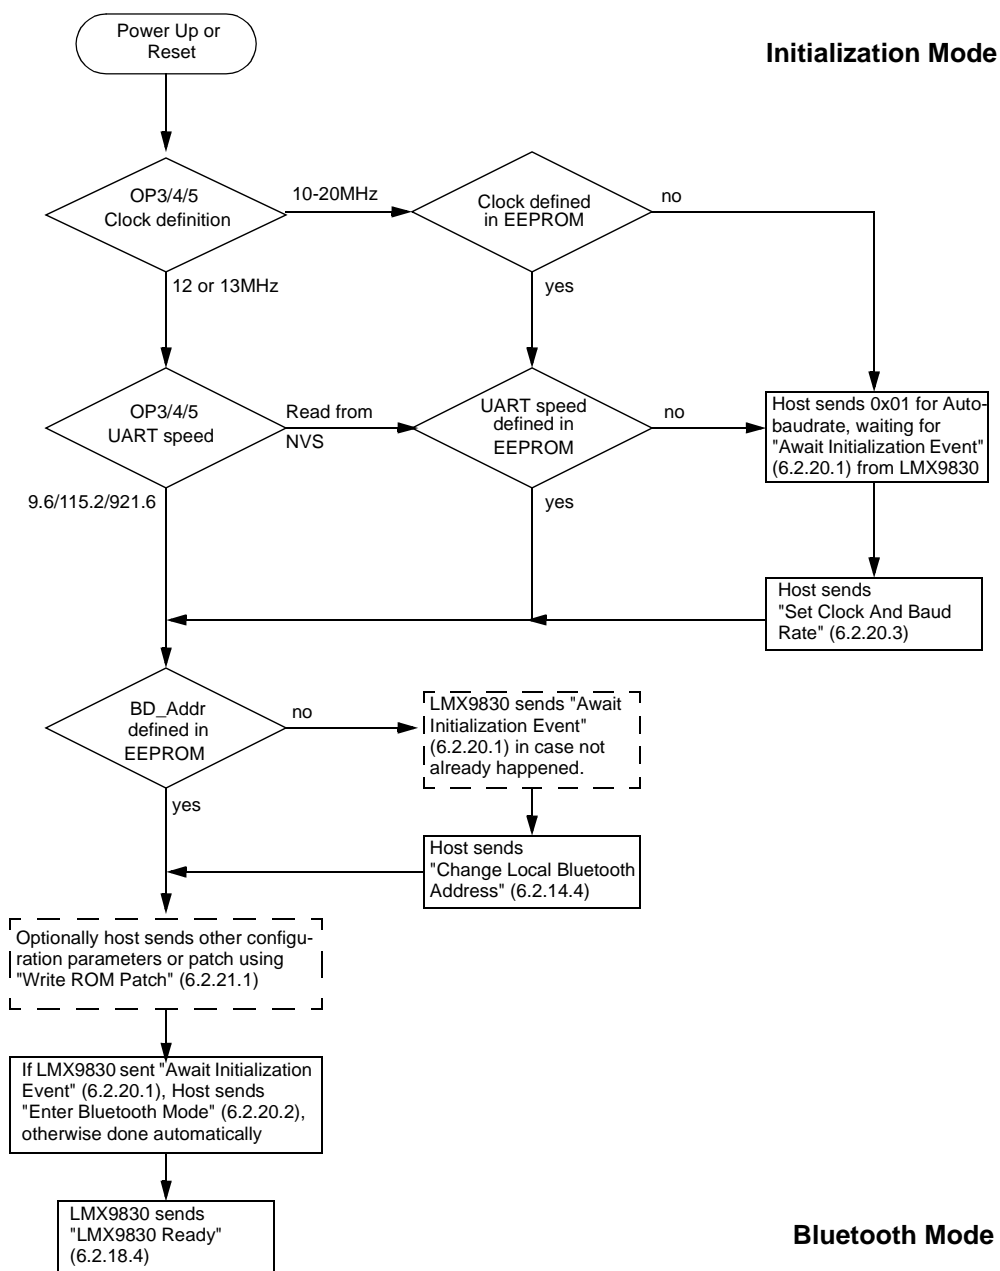 Power Up or
Reset
Initialization Mode
OP3/4/5
Clock definition
10-20MHz
Clock defined
in EEPROM
no
12 or 13MHz
yes
OP3/4/5
UART speed
Read from
NVS
UART speed
defined in
EEPROM
no
Host sends 0x01 for Auto-
baudrate, waiting for
"Await Initialization Event"
(6.2.20.1) from LMX9830
9.6/115.2/921.6
yes
Host sends
"Set Clock And Baud
Rate" (6.2.20.3)
BD_Addr
defined in
EEPROM
no
LMX9830 sends "Await
Initialization Event"
(6.2.20.1) in case not
already happened.
yes
Host sends
"Change Local Bluetooth
Address" (6.2.14.4)
Optionally host sends other configu-
ration parameters or patch using
"Write ROM Patch" (6.2.21.1)
If LMX9830 sent "Await Initialization
Event" (6.2.20.1), Host sends
"Enter Bluetooth Mode" (6.2.20.2),
otherwise done automatically
LMX9830 sends
"LMX9830 Ready"
(6.2.18.4)
Bluetooth Mode